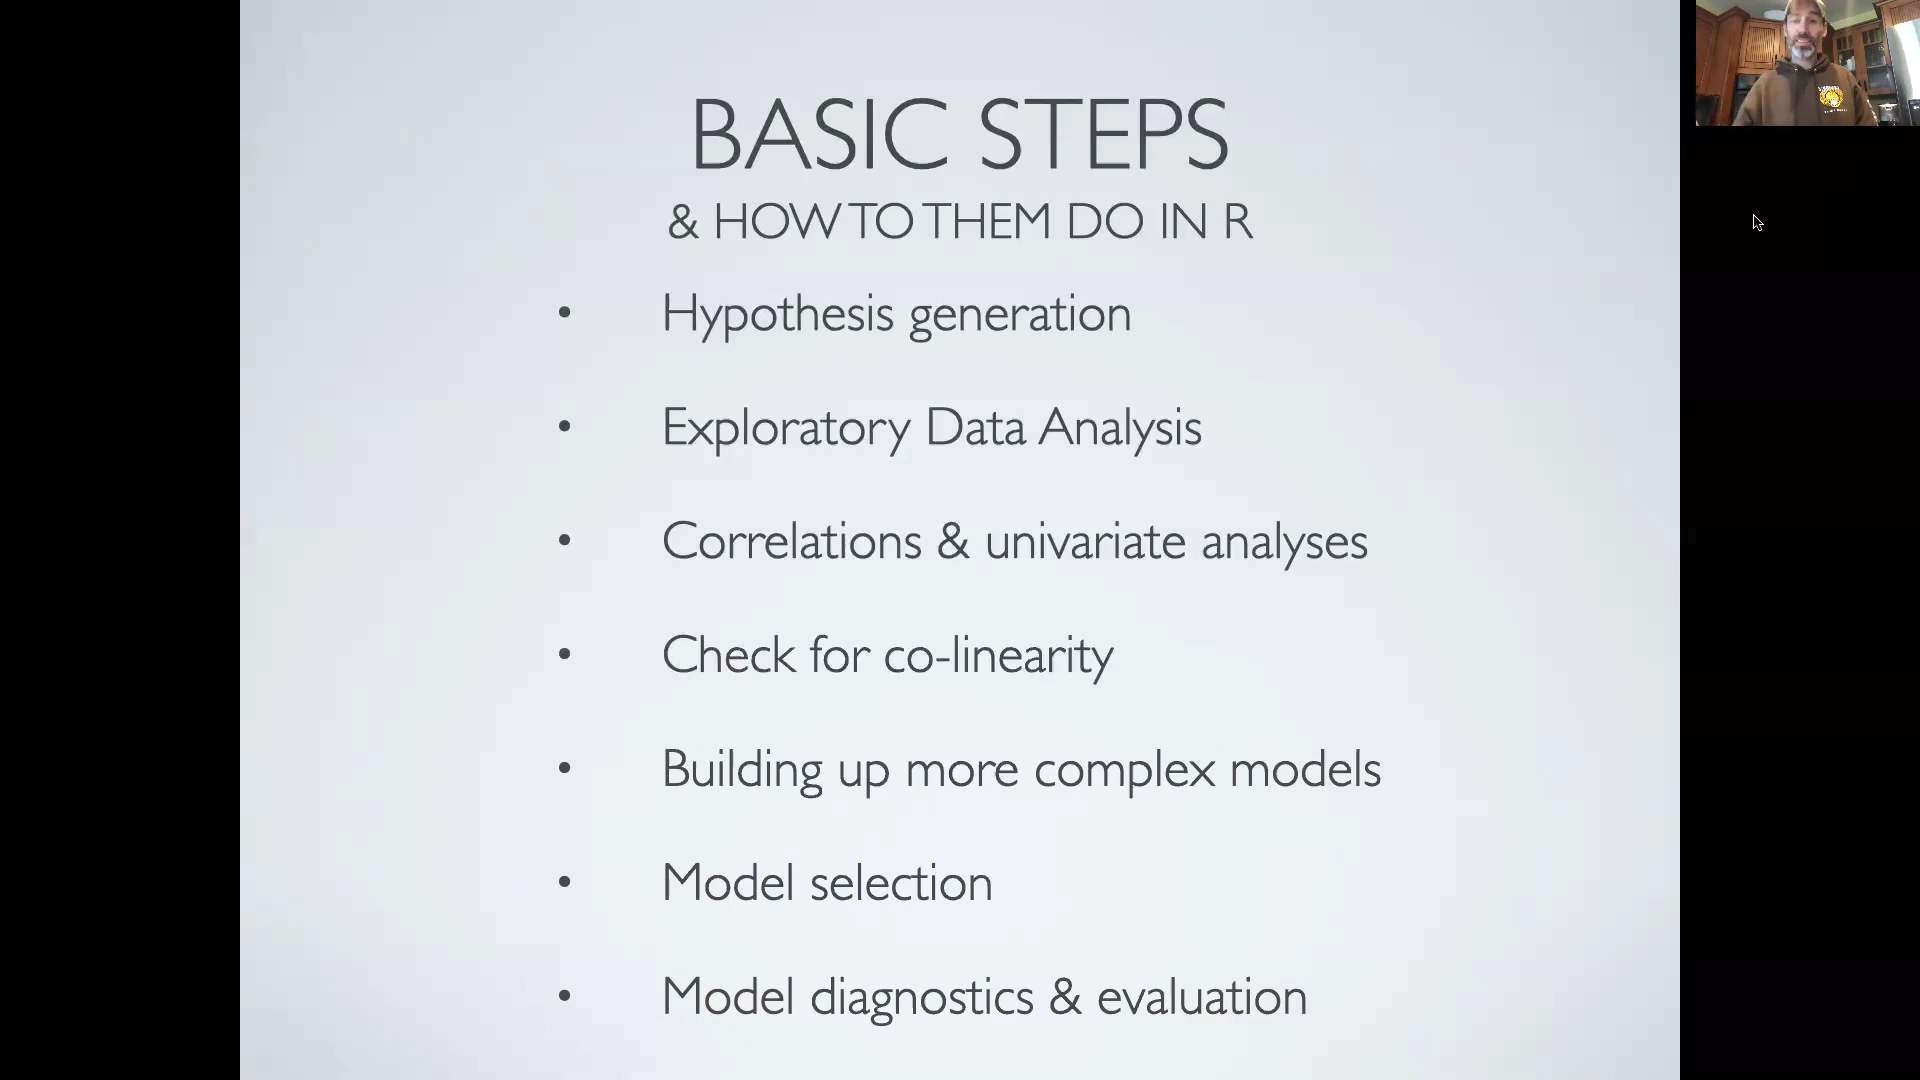 BASIC STEPS
& HOW TO THEM DO IN R
• Hypothesis generation
• Exploratory Data Analysis
• Correlations & univariate analyses
• Check for co-linearity
• Building up more complex models
• Model selection
• Model diagnostics & evaluation